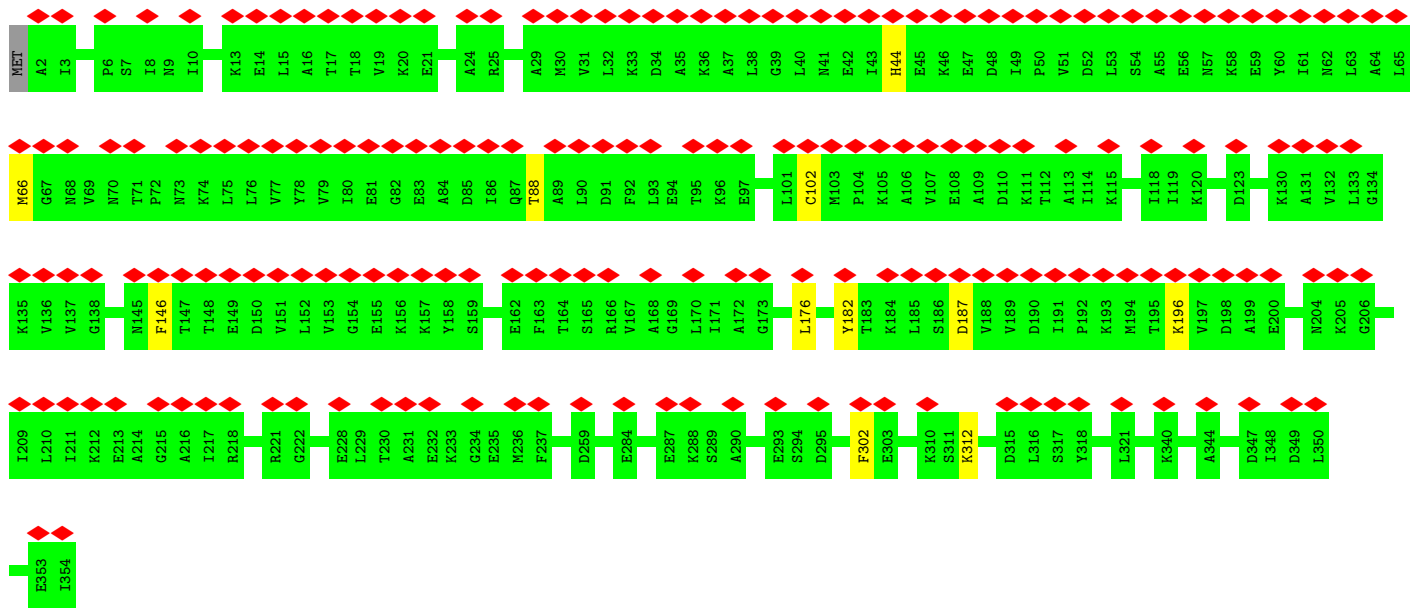 MET A2 I3 P6 S7 I8 N9 I10 K13 E14 L15 A16 T17 T18 V19 K20 E21 A24 R25 A29 M30 V31 L32 K33 D34 A35 K36 A37 L38 G39 L40 N41 E42 I43 H44 E45 K46 E47 D48 I49 P50 V51 D52 L53 S54 A55 E56 N57 K58 E59 Y60 I61 N62 L63 A64 L65
M66 G67 N68 V69 N70 T71 P72 N73 K74 L75 L76 V77 Y78 V79 I80 E81 G82 E83 A84 D85 I86 Q87 T88 A89 L90 D91 F92 L93 E94 T95 K96 E97 L101 C102 M103 P104 K105 A106 V107 E108 A109 D110 K111 T112 A113 I114 K115 I118 I119 K120 D123 K130 A131 V132 L133 G134
K135 V136 V137 G138 N145 F146 T147 T148 E149 D150 V151 L152 V153 G154 E155 K156 K157 Y158 S159 E162 F163 T164 S165 R166 V167 A168 G169 L170 I171 A172 G173 L176 Y182 T183 K184 L185 S186 D187 V188 V189 D190 I191 P192 K193 M194 T195 K196 V197 D198 A199 E200 N204 K205 G206
I209 L210 I211 K212 E213 A214 G215 A216 I217 R218 R221 G222 E228 L229 T230 A231 E232 K233 G234 E235 M236 F237 D259 E284 E287 K288 S289 A290 E293 S294 D295 F302 E303 K310 S311 K312 D315 L316 S317 Y318 L321 K340 A344 D347 I348 D349 L350
E353 I354